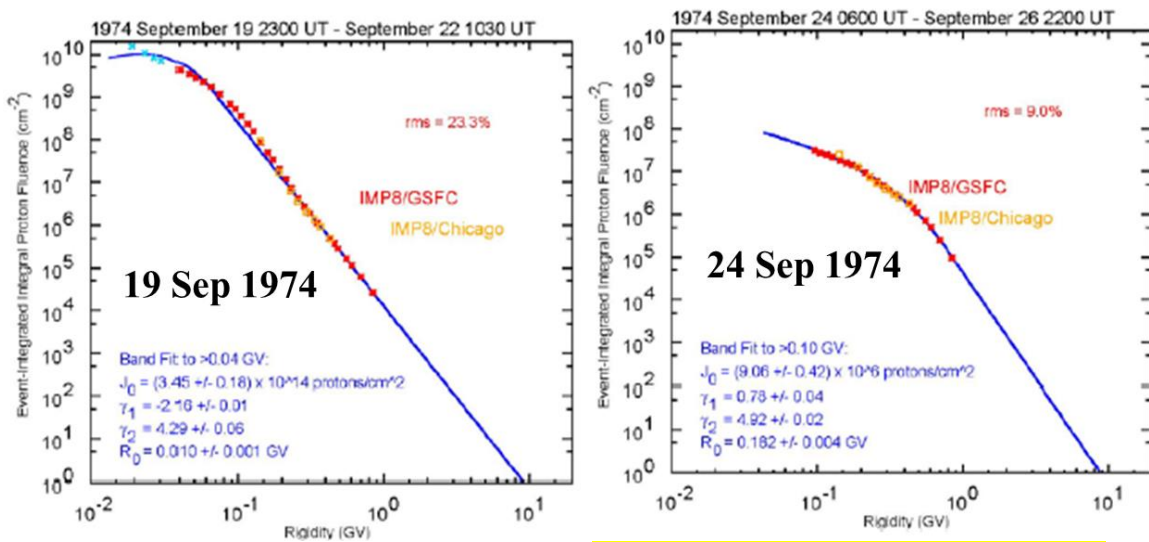 1974 September 19 2300 UT - September 22 1030 UT
Event-Integrated Integral Proton Fluence (cm^-2)
10^10
10^9
10^8
10^7
10^6
10^5
10^4
10^3
10^2
10^1
10^0
rms = 23.3%
IMP8/GSFC
IMP8/Chicago
19 Sep 1974
Band Fit to >0.04 GV:
J_0 = (3.45 +/- 0.18) x 10^14 protons/cm^2
γ_1 = -2.16 +/- 0.01
γ_2 = 4.29 +/- 0.06
R_0 = 0.010 +/- 0.001 GV
10^-2 10^-1 10^0 10^1
Rigidity (GV)
1974 September 24 0600 UT - September 26 2200 UT
Event-Integrated Integral Proton Fluence (cm^-2)
10^10
10^9
10^8
10^7
10^6
10^5
10^4
10^3
10^2
10^1
10^0
rms = 9.0%
IMP8/GSFC
IMP8/Chicago
24 Sep 1974
Band Fit to >0.10 GV:
J_0 = (9.06 +/- 0.42) x 10^6 protons/cm^2
γ_1 = 0.78 +/- 0.04
γ_2 = 4.92 +/- 0.02
R_0 = 0.182 +/- 0.004 GV
10^-2 10^-1 10^0 10^1
Rigidity (GV)